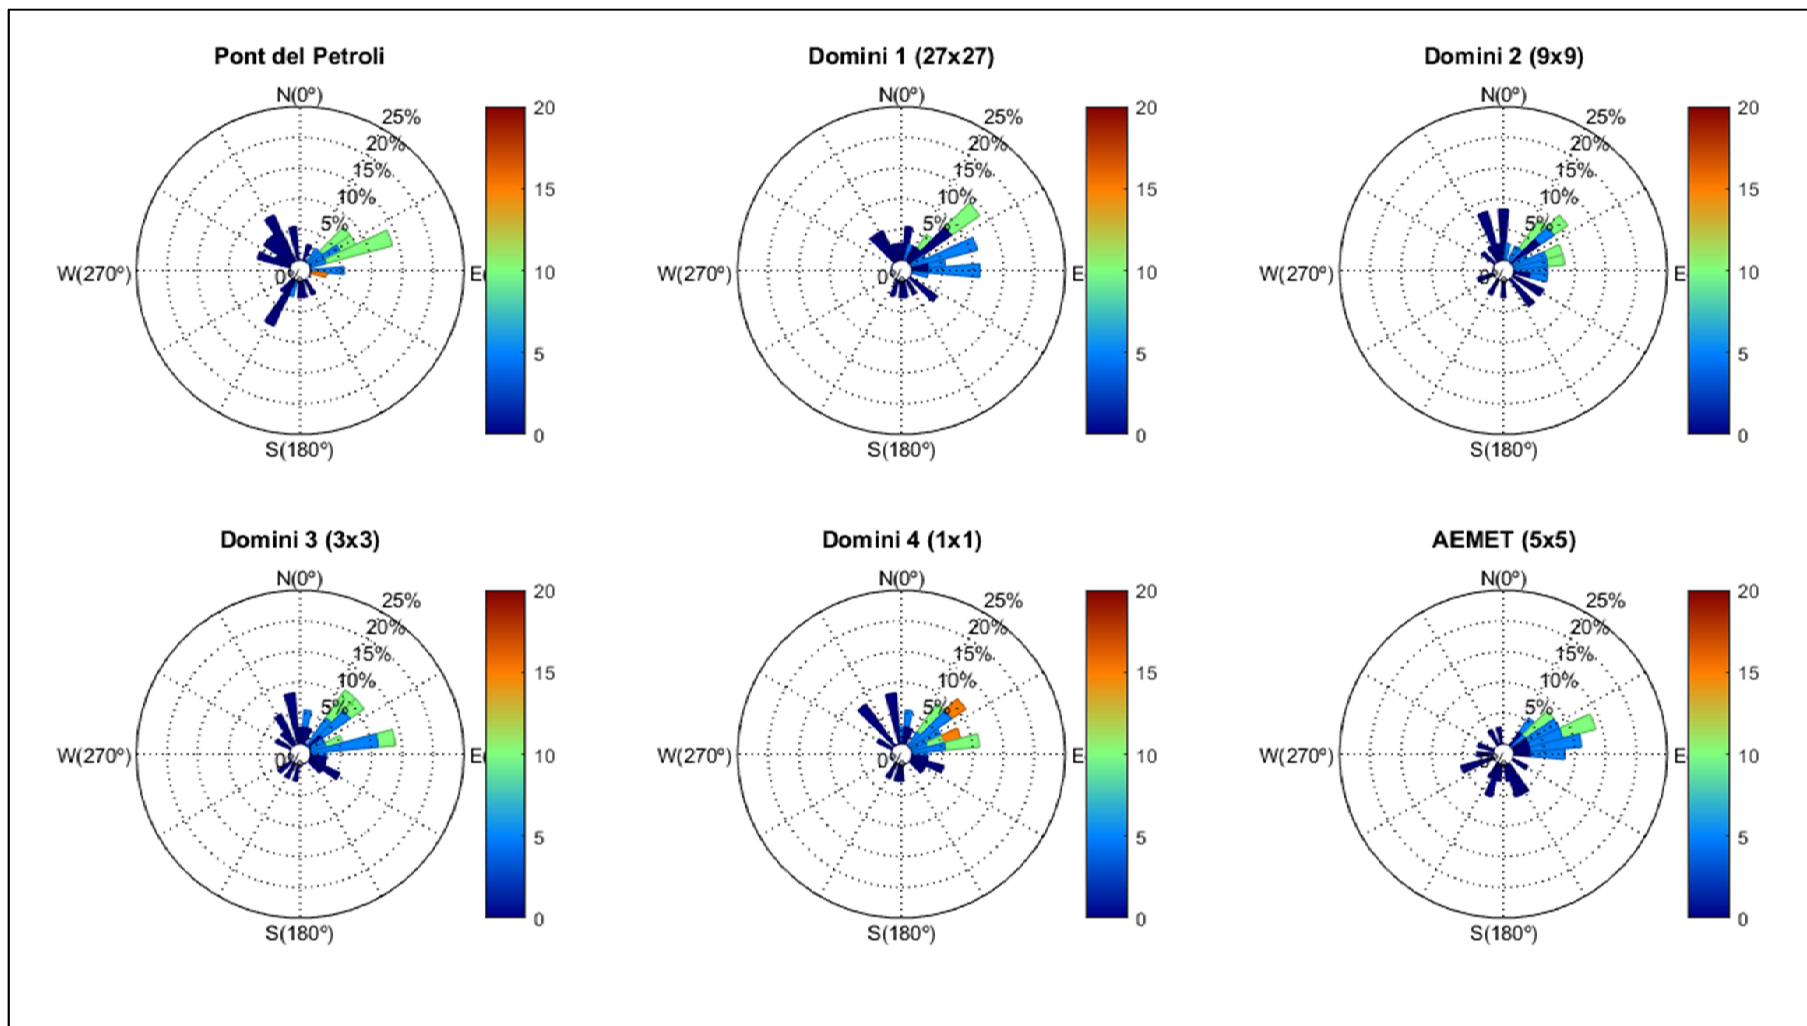 Pont del Petroli
N(0º)
25%
20%
15%
10%
5%
0%
W(270º)
E(
S(180º)
20
15
10
5
0
Domini 1 (27x27)
N(0º)
25%
20%
15%
10%
5%
0%
W(270º)
E(
S(180º)
20
15
10
5
0
Domini 2 (9x9)
N(0º)
25%
20%
15%
10%
5%
W(270º)
E(
S(180º)
20
15
10
5
0
Domini 3 (3x3)
N(0º)
25%
20%
15%
10%
5%
0%
W(270º)
E(
S(180º)
20
15
10
5
0
Domini 4 (1x1)
N(0º)
25%
20%
15%
10%
5%
0%
W(270º)
E(
S(180º)
20
15
10
5
0
AEMET (5x5)
N(0º)
25%
20%
15%
10%
5%
W(270º)
E(
S(180º)
20
15
10
5
0